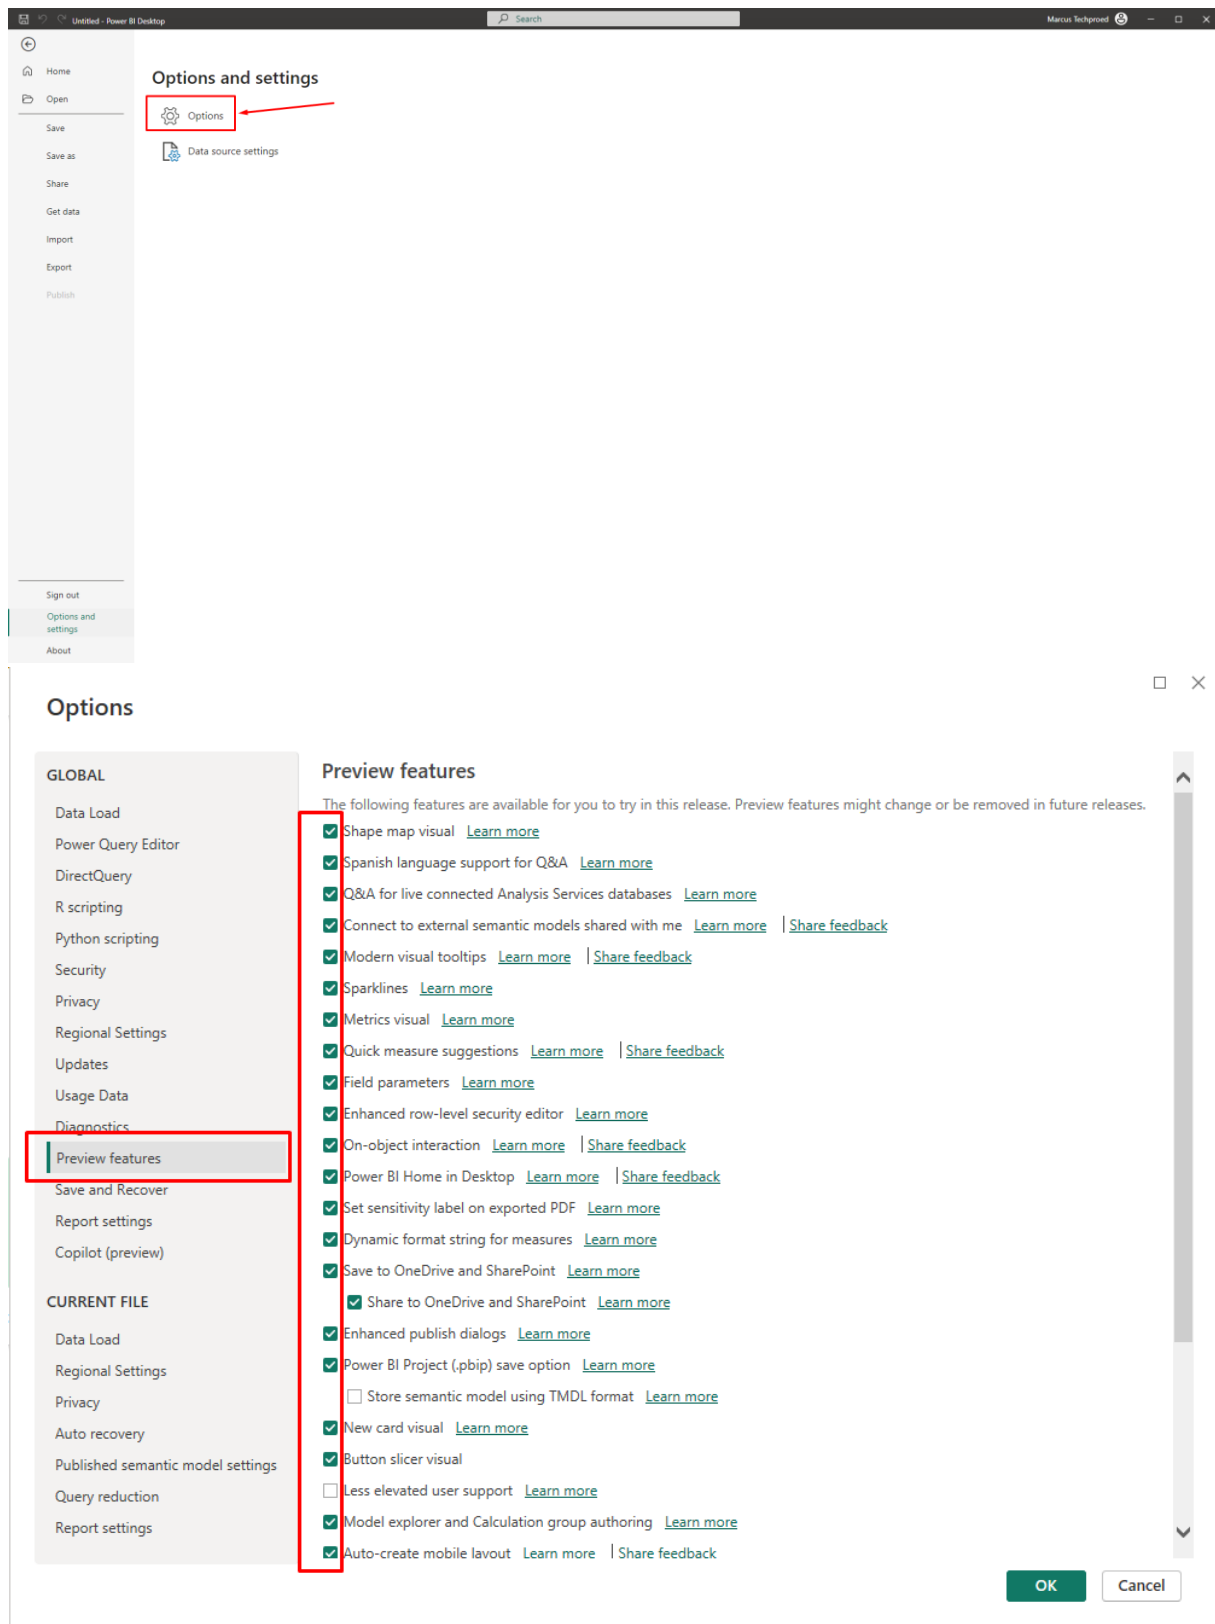 Untitled - Power BI Desktop
Search
Marcus Techproed
Home
Open
Save
Save as
Share
Get data
Import
Export
Publish
Sign out
Options and
settings
About
Options and settings
Options
Data source settings
Options
GLOBAL
Data Load
Power Query Editor
DirectQuery
R scripting
Python scripting
Security
Privacy
Regional Settings
Updates
Usage Data
Diagnostics
Preview features
Save and Recover
Report settings
Copilot (preview)
CURRENT FILE
Data Load
Regional Settings
Privacy
Auto recovery
Published semantic model settings
Query reduction
Report settings
Preview features
The following features are available for you to try in this release. Preview features might change or be removed in future releases.
Shape map visual Learn more
Spanish language support for Q&A Learn more
Q&A for live connected Analysis Services databases Learn more
Connect to external semantic models shared with me Learn more | Share feedback
Modern visual tooltips Learn more | Share feedback
Sparklines Learn more
Metrics visual Learn more
Quick measure suggestions Learn more | Share feedback
Field parameters Learn more
Enhanced row-level security editor Learn more
On-object interaction Learn more | Share feedback
Power BI Home in Desktop Learn more | Share feedback
Set sensitivity label on exported PDF Learn more
Dynamic format string for measures Learn more
Save to OneDrive and SharePoint Learn more
Share to OneDrive and SharePoint Learn more
Enhanced publish dialogs Learn more
Power BI Project (.pbip) save option Learn more
Store semantic model using TMDL format Learn more
New card visual Learn more
Button slicer visual
Less elevated user support Learn more
Model explorer and Calculation group authoring Learn more
Auto-create mobile layout Learn more | Share feedback
OK
Cancel